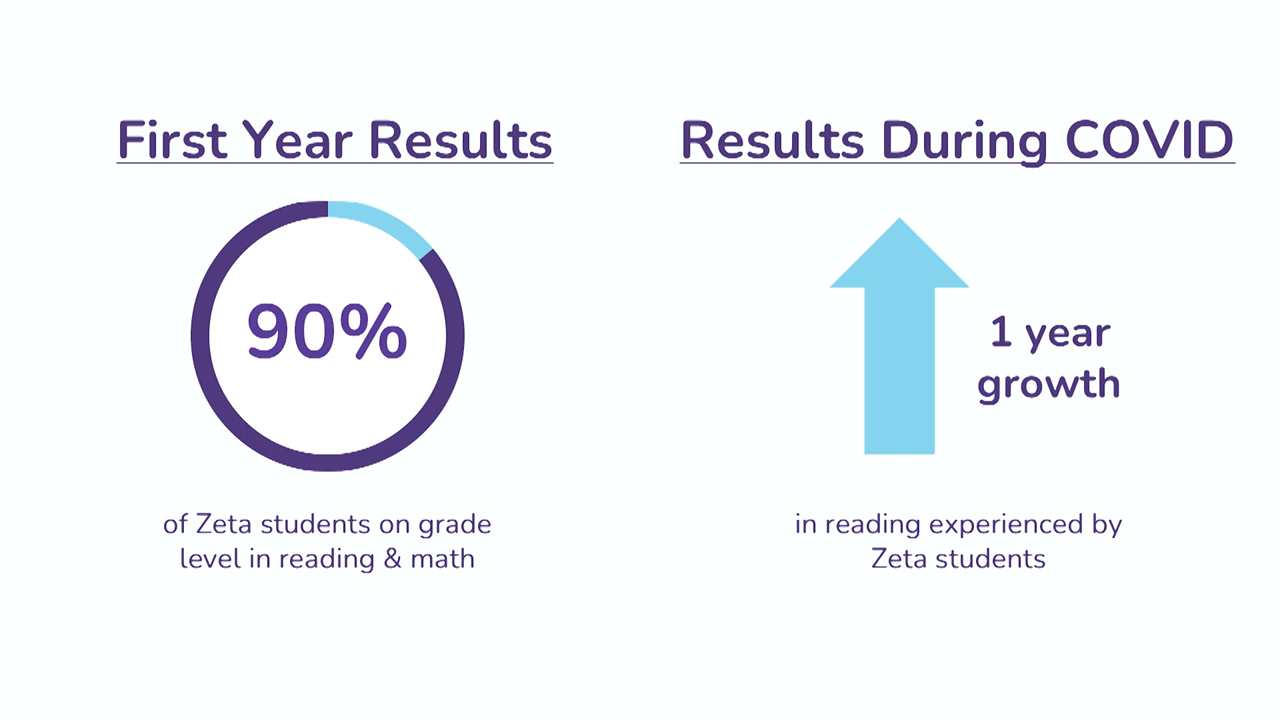 First Year Results
90%
of Zeta students on grade
level in reading & math
Results During COVID
1 year
growth
in reading experienced by
Zeta students